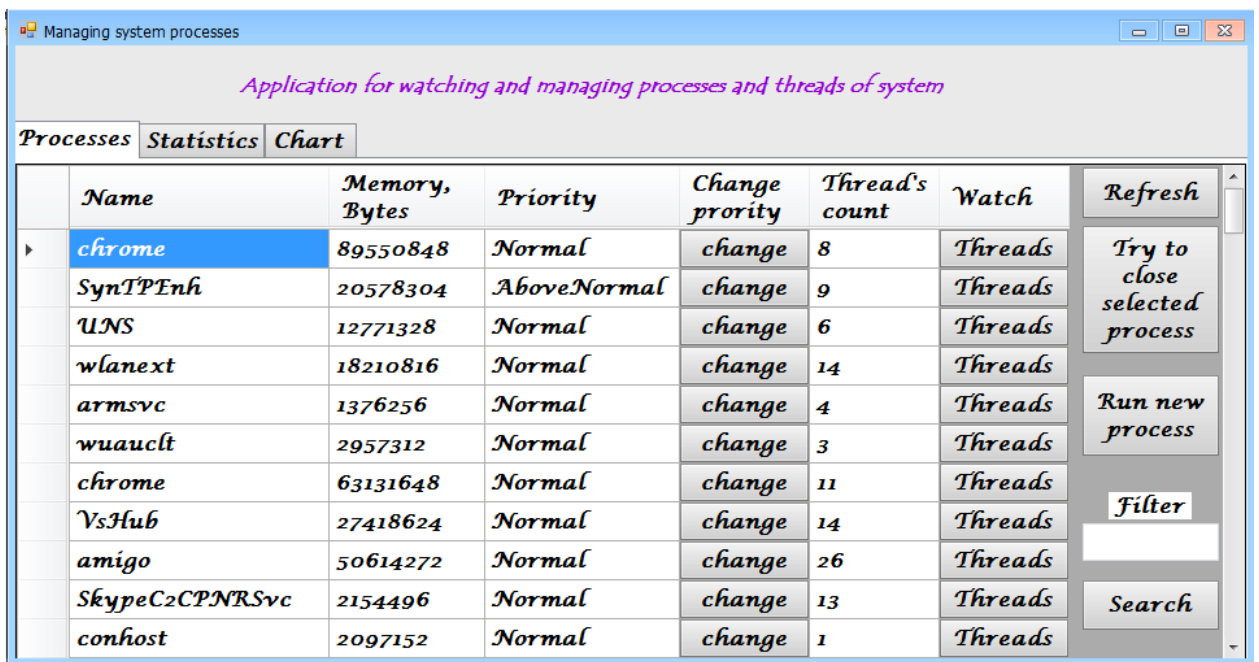 Managing system processes
Application for watching and managing processes and threads of system
Processes Statistics Chart
Name Memory, Bytes Priority Change prority Thread's count Watch
chrome 89550848 Normal change 8 Threads
SynTPEnh 20578304 AboveNormal change 9 Threads
UNS 12771328 Normal change 6 Threads
wlanext 18210816 Normal change 14 Threads
armsvc 1376256 Normal change 4 Threads
wuauclt 2957312 Normal change 3 Threads
chrome 63131648 Normal change 11 Threads
VsHub 27418624 Normal change 14 Threads
amigo 50614272 Normal change 26 Threads
SkypeC2CPNRSvc 2154496 Normal change 13 Threads
conhost 2097152 Normal change 1 Threads
Refresh
Try to
close
selected
process
Run new
process
Filter
Search